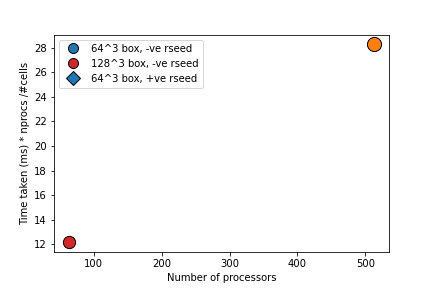 64^3 box, -ve rseed
128^3 box, -ve rseed
64^3 box, +ve rseed
Time taken (ms) * nprocs /#cells
28
26
24
22
20
18
16
14
12
100 200 300 400 500
Number of processors